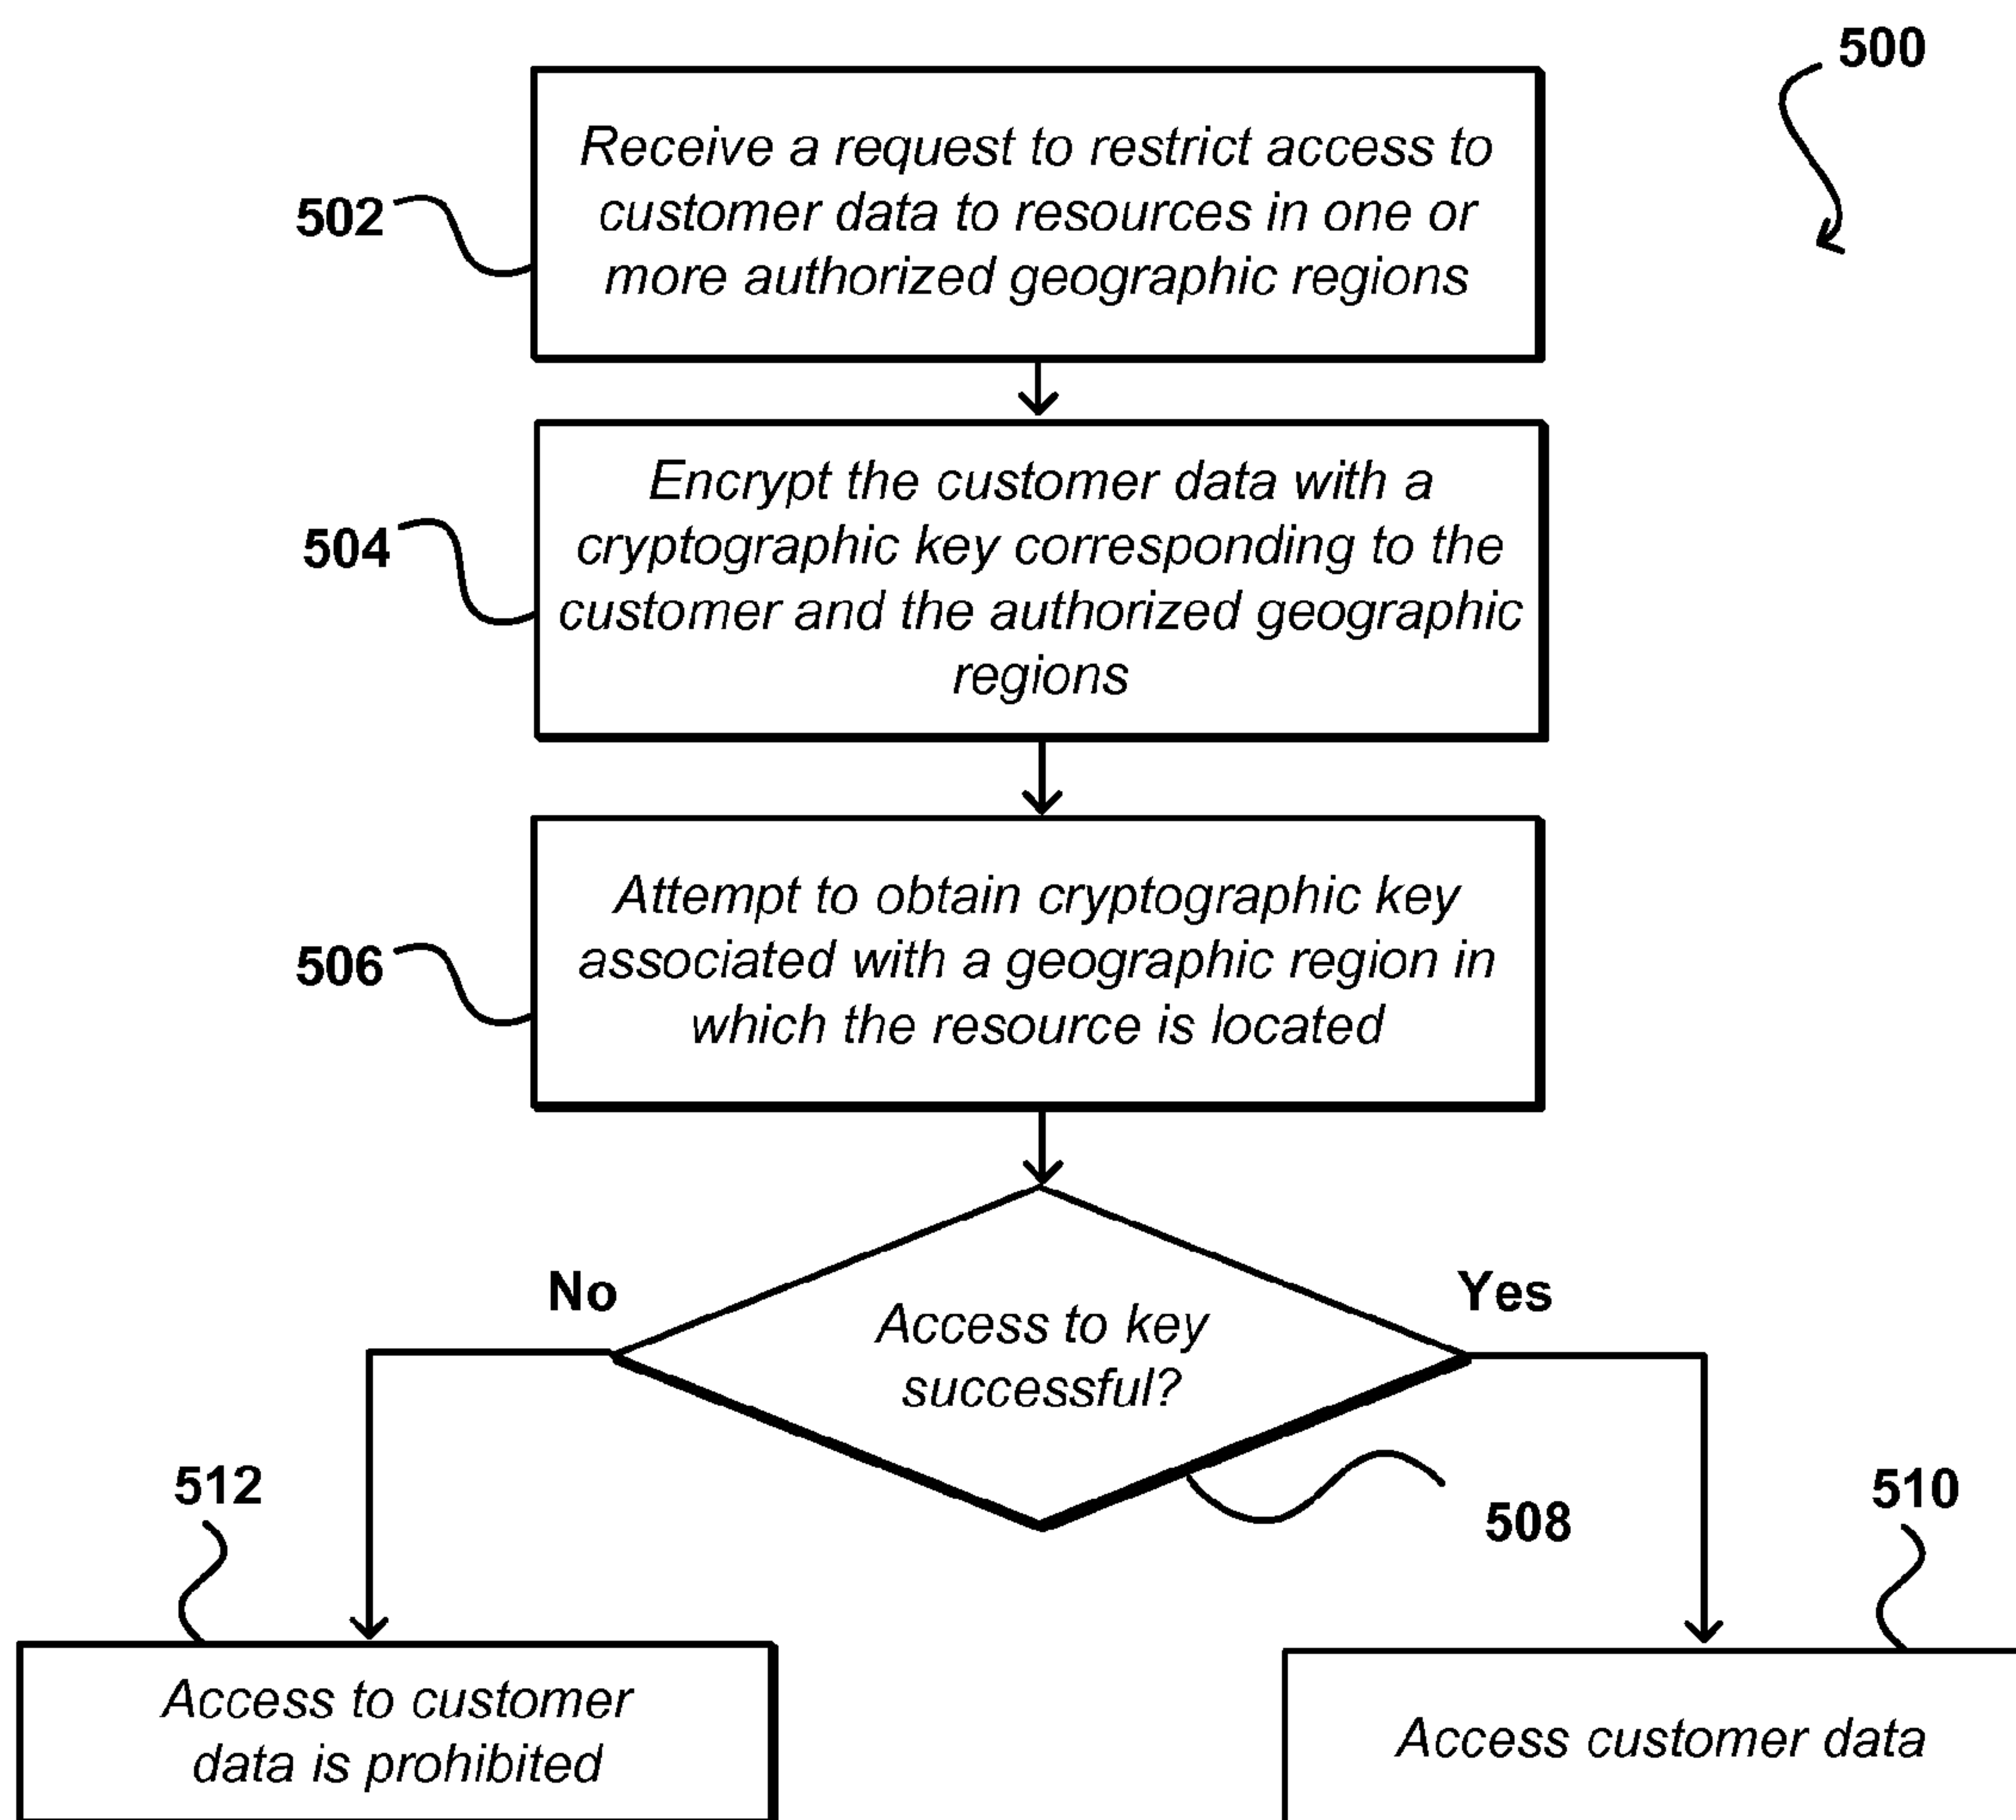 500
Receive a request to restrict access to
customer data to resources in one or
more authorized geographic regions
502
Encrypt the customer data with a
cryptographic key corresponding to the
customer and the authorized geographic
regions
504
Attempt to obtain cryptographic key
associated with a geographic region in
which the resource is located
506
No
Yes
Access to key
successful?
508
512
510
Access to customer
data is prohibited
Access customer data